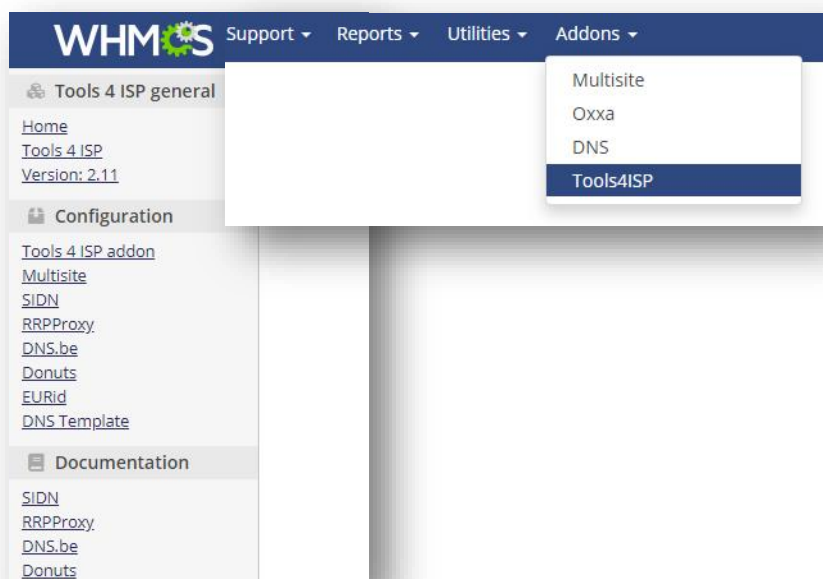 WHMCS Support Reports Utilities Addons
Multisite
Oxxa
DNS
Tools4ISP
Tools 4 ISP general
Home
Tools 4 ISP
Version: 2.11
Configuration
Tools 4 ISP addon
Multisite
SIDN
RRPProxy
DNS.be
Donuts
EURid
DNS Template
Documentation
SIDN
RRPProxy
DNS.be
Donuts